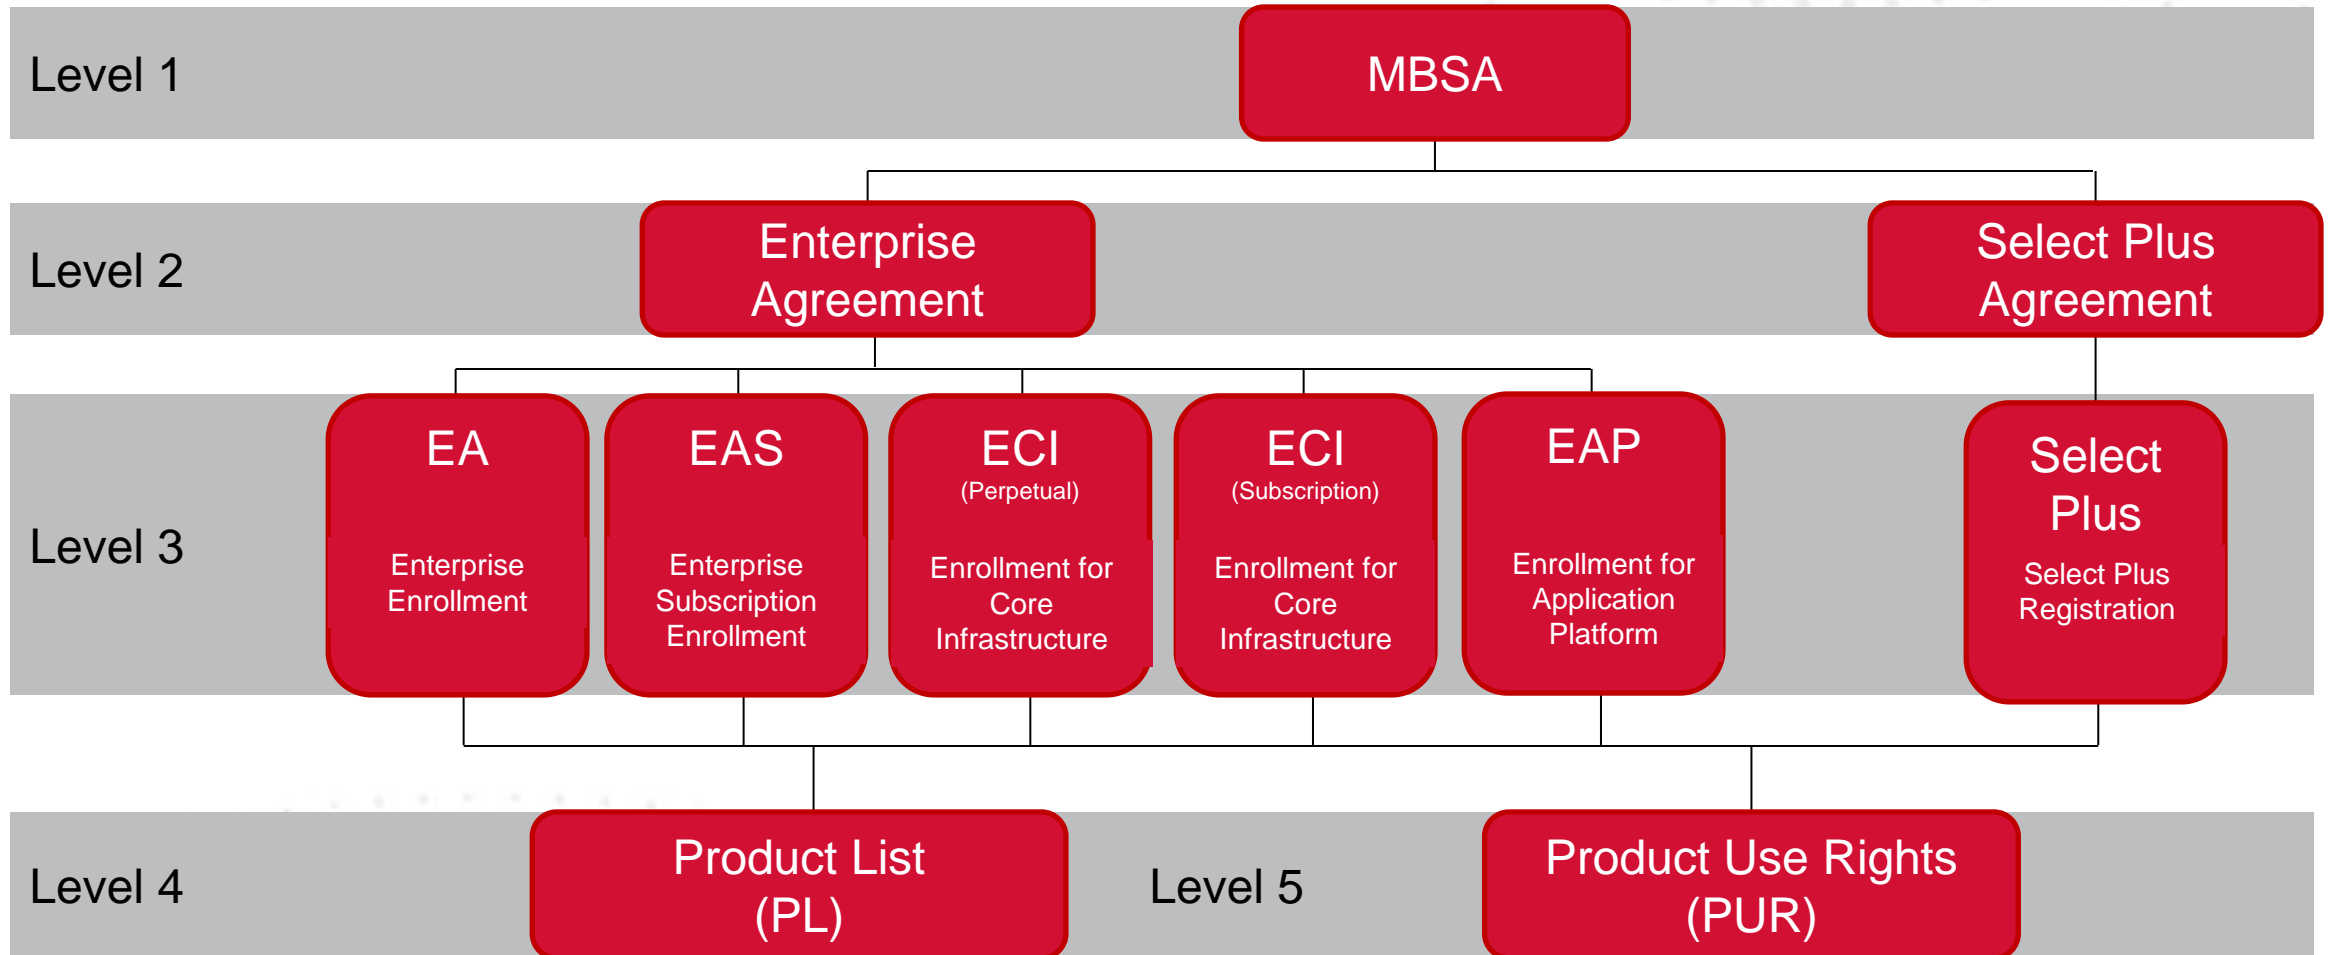 Level 1
MBSA
Level 2
Enterprise
Agreement
Select Plus
Agreement
Level 3
EA
Enterprise
Enrollment
EAS
Enterprise
Subscription
Enrollment
ECI
(Perpetual)
Enrollment for
Core
Infrastructure
ECI
(Subscription)
Enrollment for
Core
Infrastructure
EAP
Enrollment for
Application
Platform
Select
Plus
Select Plus
Registration
Level 4
Product List
(PL)
Level 5
Product Use Rights
(PUR)